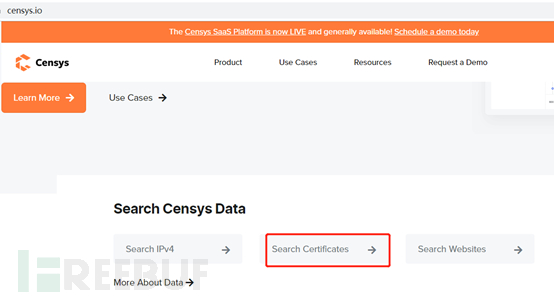 censys.io
The Censys SaaS Platform is now LIVE and generally available! Schedule a demo today
Censys
Product Use Cases Resources Request a Demo
Learn More → Use Cases →
Search Censys Data
Search IPv4 → Search Certificates → Search Websites →
More About Data →
FREEBUF